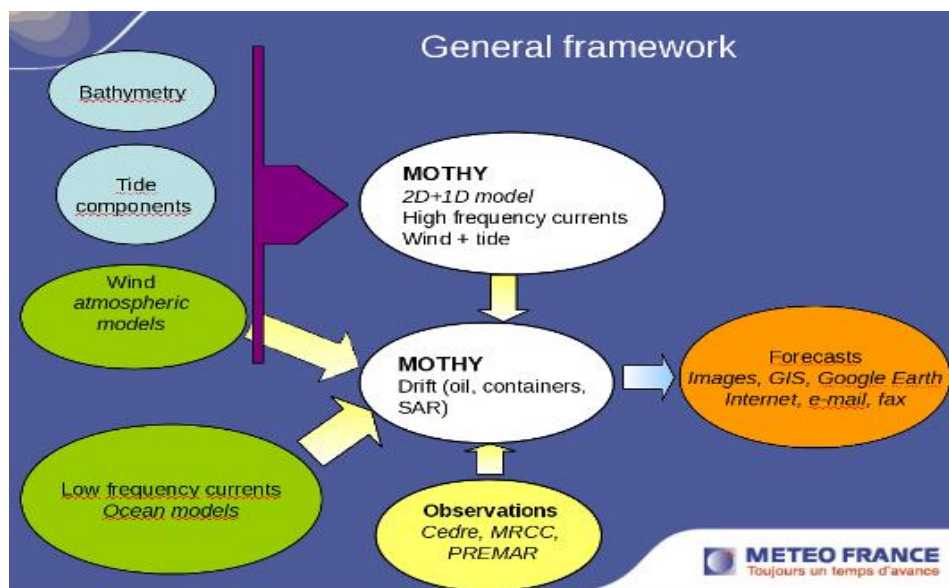 General framework
Bathymetry
Tide
components
Wind
atmospheric
models
Low frequency currents
Ocean models
MOTHY
2D+1D model
High frequency currents
Wind + tide
MOTHY
Drift (oil, containers,
SAR)
Observations
Cedre, MRCC,
PREMAR
Forecasts
Images, GIS, Google Earth
Internet, e-mail, fax
METEO FRANCE
Toujours un temps d'avance